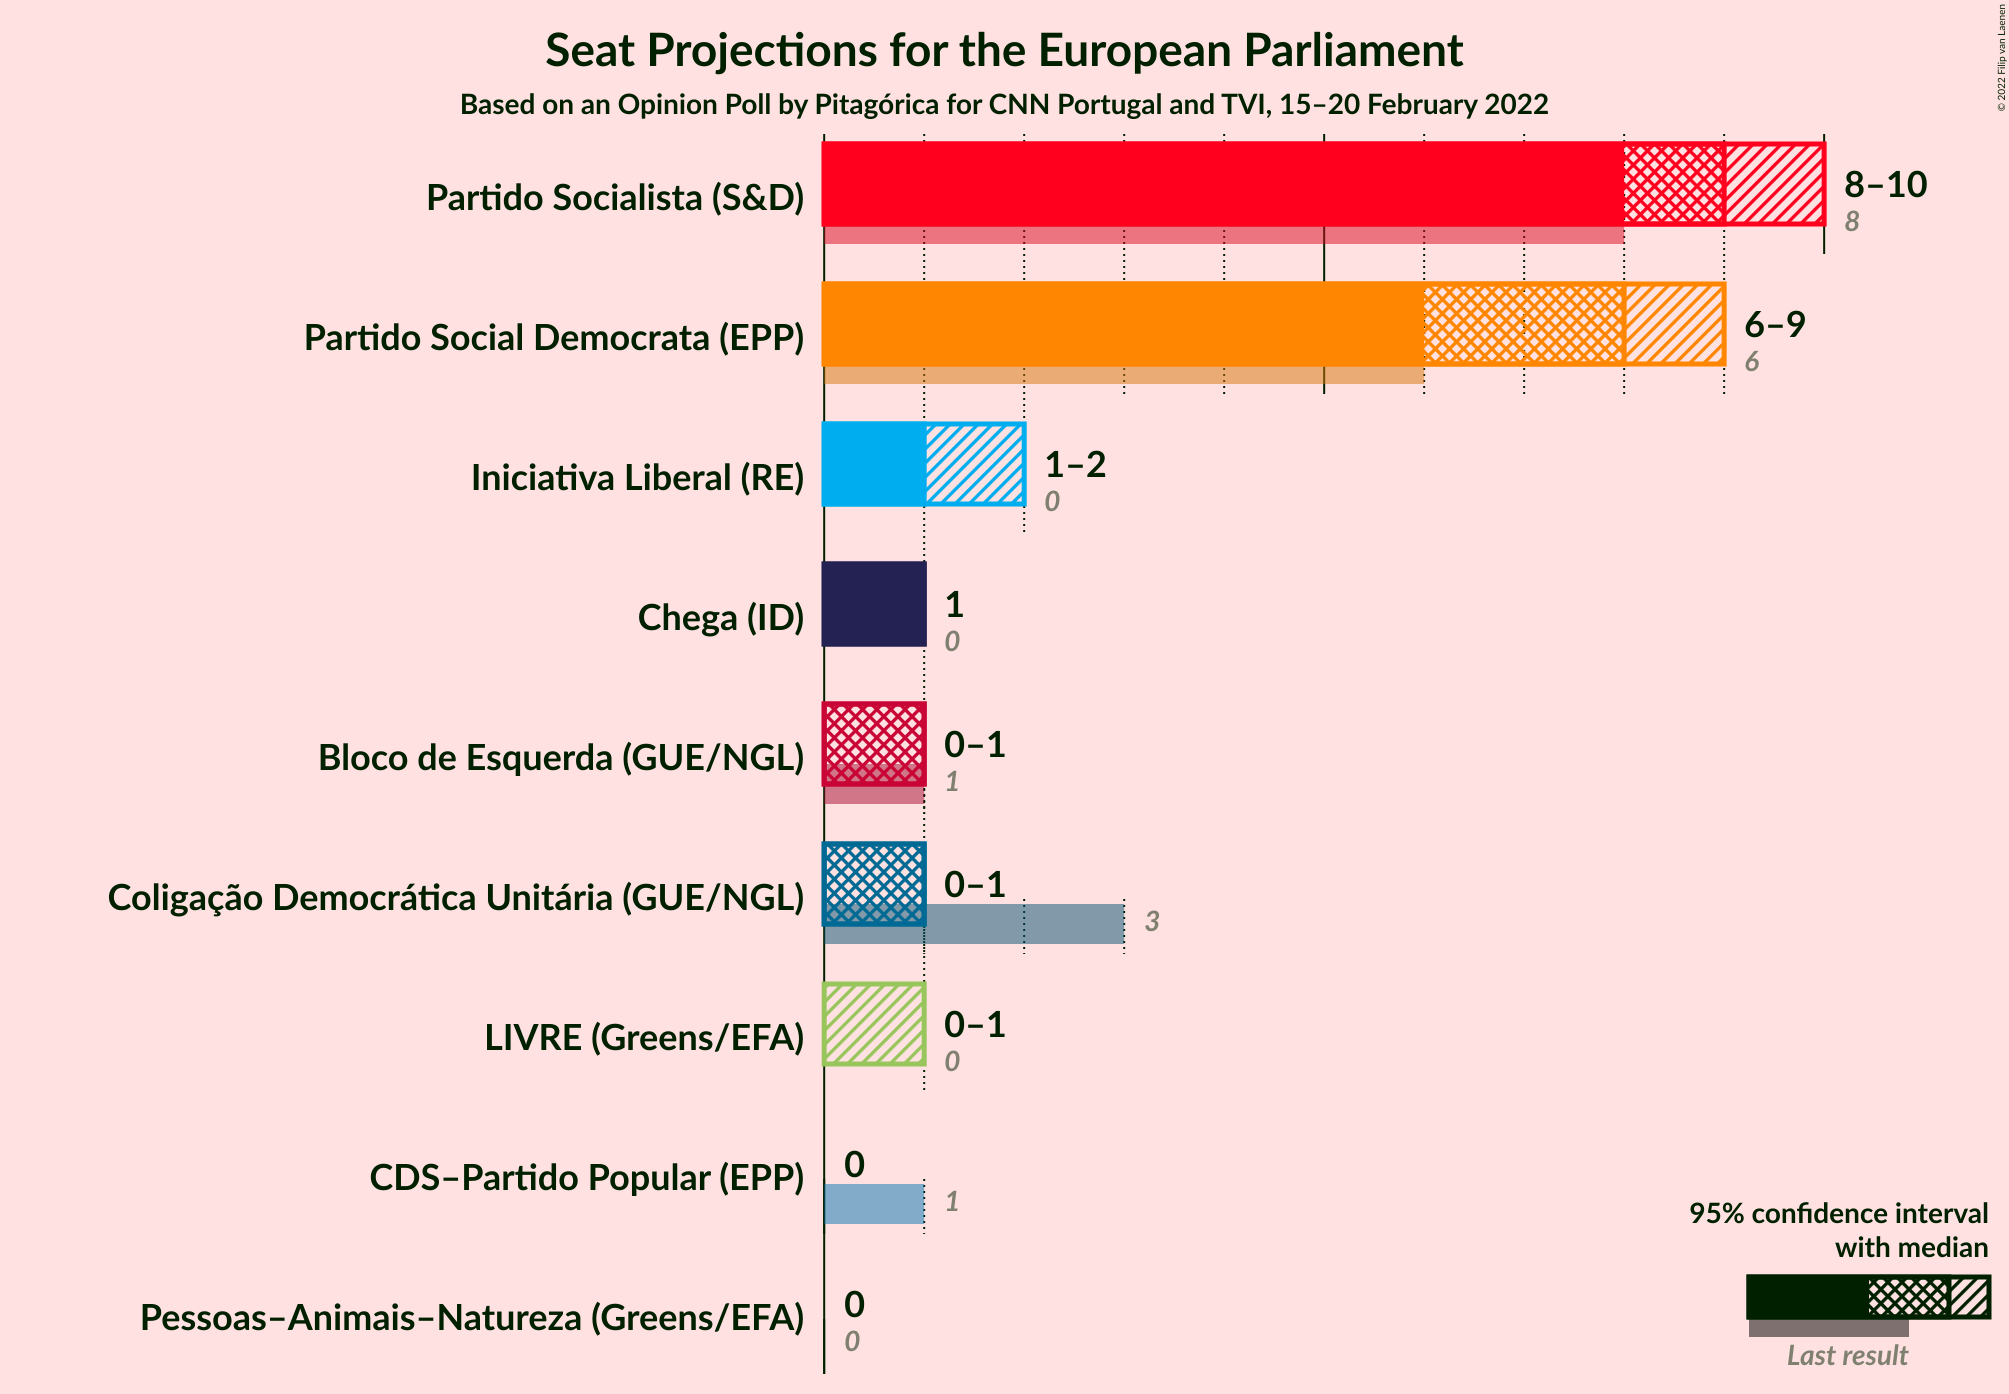 Seat Projections for the European Parliament
Based on an Opinion Poll by Pitagórica for CNN Portugal and TVI, 15–20 February 2022
© 2022 Filip van Laenen
Partido Socialista (S&D)
8–10
8
Partido Social Democrata (EPP)
6–9
6
Iniciativa Liberal (RE)
1–2
0
Chega (ID)
1
0
Bloco de Esquerda (GUE/NGL)
0–1
1
Coligação Democrática Unitária (GUE/NGL)
0–1
3
LIVRE (Greens/EFA)
0–1
0
CDS–Partido Popular (EPP)
0
1
Pessoas–Animais–Natureza (Greens/EFA)
0
0
95% confidence interval
with median
Last result